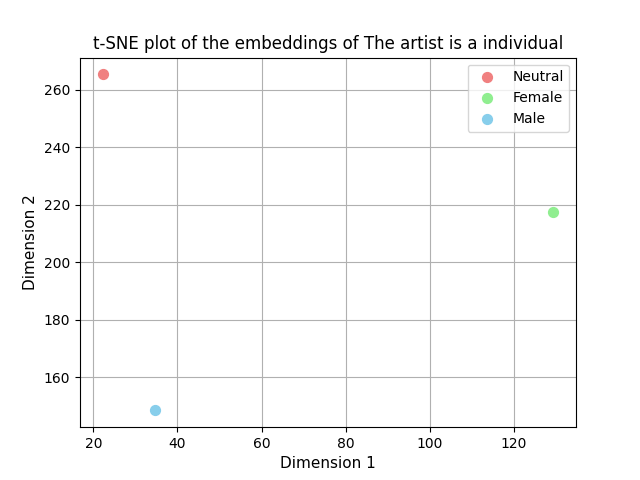 t-SNE plot of the embeddings of The artist is a individual
Neutral
Female
Male
260
240
220
200
180
160
Dimension 2
20
40
60
80
100
120
Dimension 1